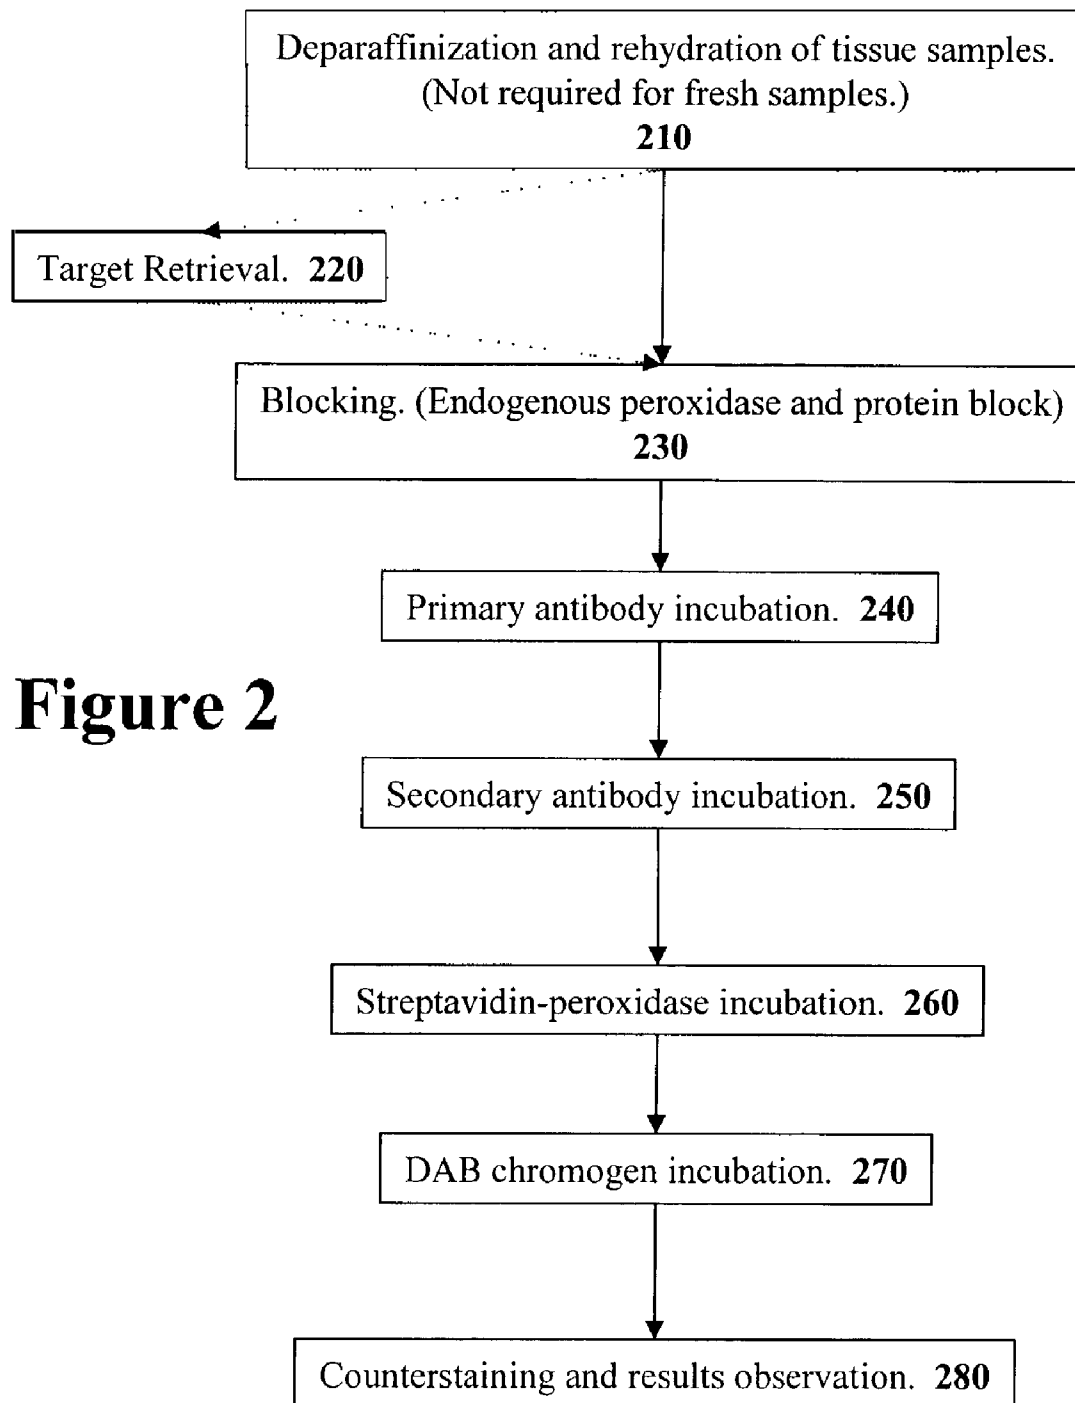 Deparaffinization and rehydration of tissue samples.
(Not required for fresh samples.)
210
Target Retrieval. 220
Blocking. (Endogenous peroxidase and protein block)
230
Primary antibody incubation. 240
Figure 2
Secondary antibody incubation. 250
Streptavidin-peroxidase incubation. 260
DAB chromogen incubation. 270
Counterstaining and results observation. 280